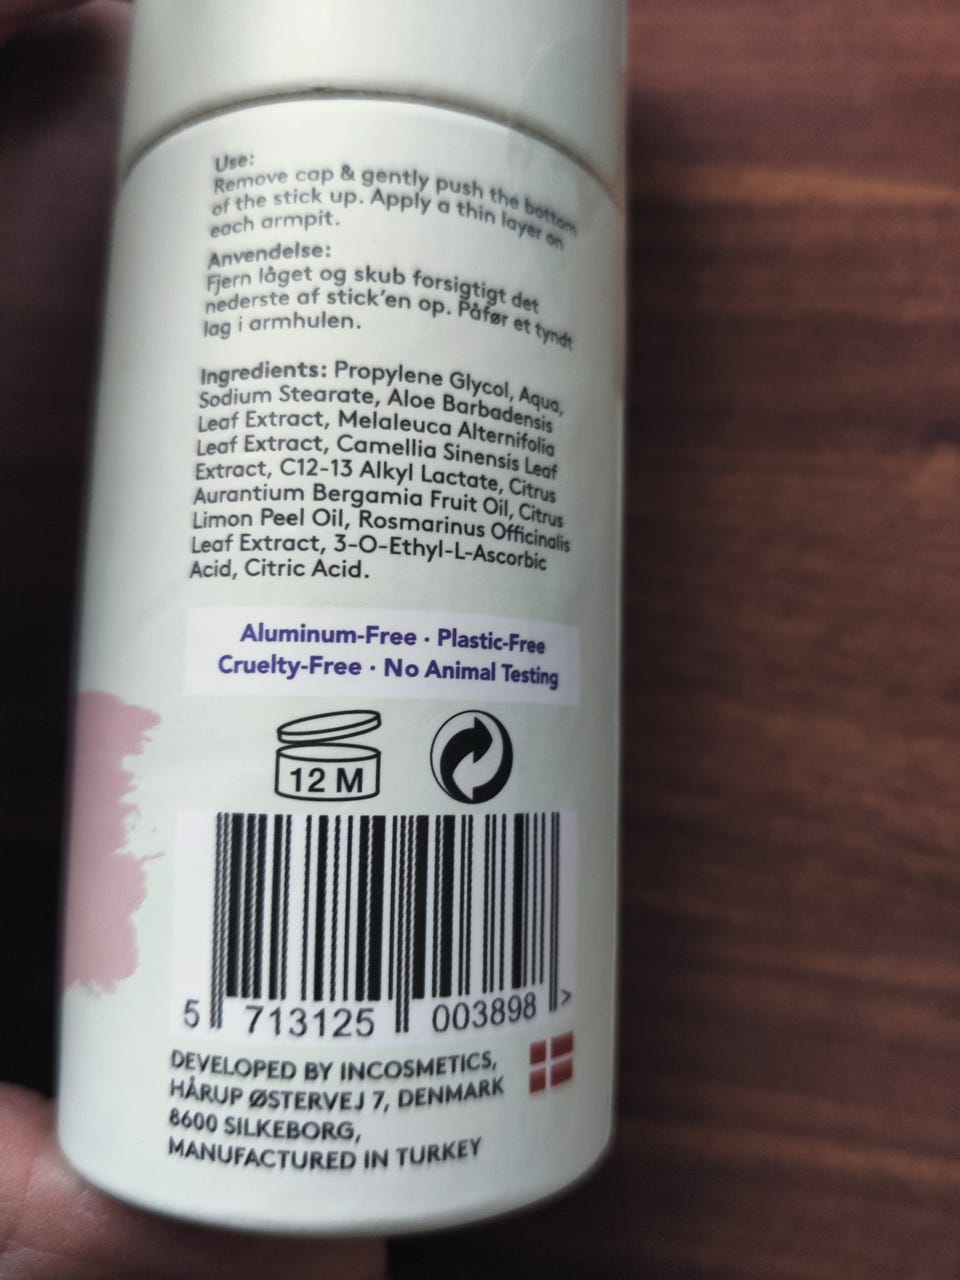 Use:
Remove cap & gently push the bottom
of the stick up. Apply a thin layer on
each armpit.
Anvendelse:
Fjern låget og skub forsigtigt det
nederste af stick'en op. Påfør et tyndt
lag i armhulen.
Ingredients: Propylene Glycol, Aqua,
Sodium Stearate, Aloe Barbadensis
Leaf Extract, Melaleuca Alternifolia
Leaf Extract, Camellia Sinensis Leaf
Extract, C12-13 Alkyl Lactate, Citrus
Aurantium Bergamia Fruit Oil, Citrus
Limon Peel Oil, Rosmarinus Officinalis
Leaf Extract, 3-O-Ethyl-L-Ascorbic
Acid, Citric Acid.
Aluminum-Free · Plastic-Free
Cruelty-Free · No Animal Testing
12 M
5 713125 003898 >
DEVELOPED BY INCOSMETICS,
HÅRUP ØSTERVEJ 7, DENMARK
8600 SILKEBORG,
MANUFACTURED IN TURKEY